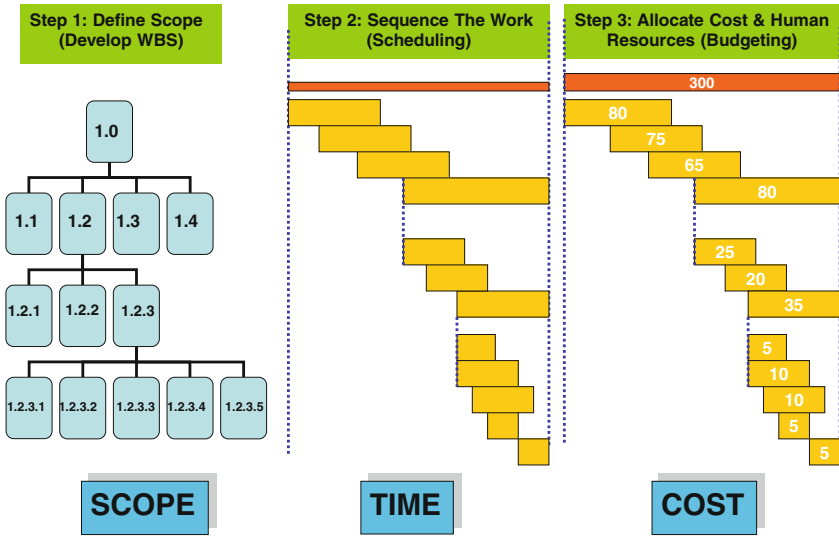 Step 1: Define Scope
(Develop WBS)
Step 2: Sequence The Work
(Scheduling)
Step 3: Allocate Cost & Human
Resources (Budgeting)
1.0
1.1 1.2 1.3 1.4
1.2.1 1.2.2 1.2.3
1.2.3.1 1.2.3.2 1.2.3.3 1.2.3.4 1.2.3.5
300
80
75
65
80
25
20
35
5
10
10
5
5
SCOPE
TIME
COST